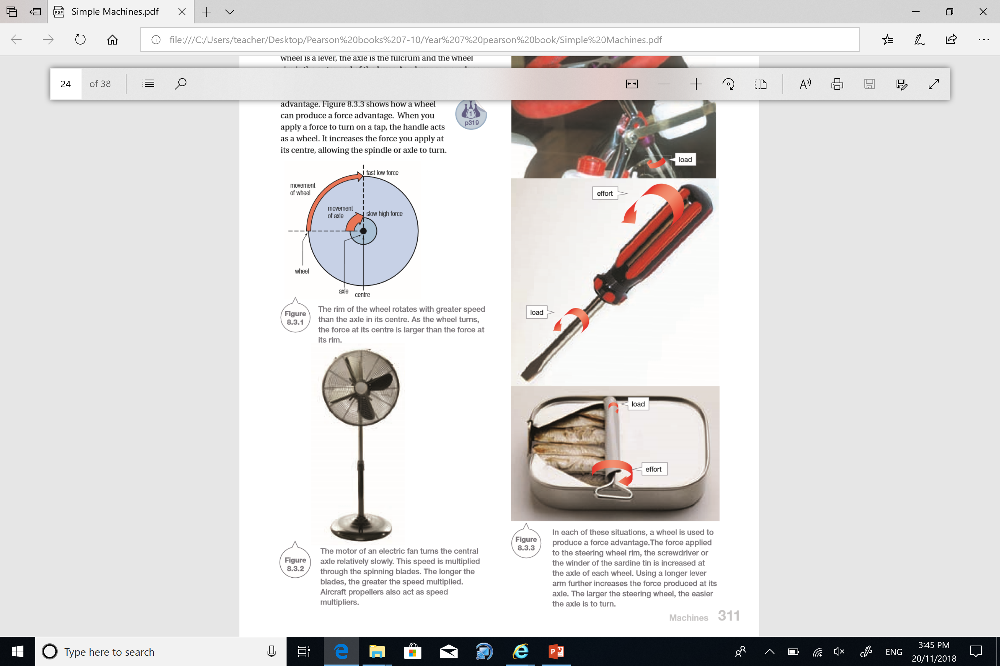 Simple Machines.pdf
file:///C:/Users/teacher/Desktop/Pearson%20books%207-10/Year%207%20pearson%20book/Simple%20Machines.pdf
wheel is a lever, the axle is the fulcrum and the wheel
24 of 38
advantage. Figure 8.3.3 shows how a wheel
can produce a force advantage. When you
apply a force to turn on a tap, the handle acts
as a wheel. It increases the force you apply at
its centre, allowing the spindle or axle to turn.
1
p319
fast low force
movement
of wheel
movement
of axle
slow high force
wheel
axle
centre
Figure
8.3.1
The rim of the wheel rotates with greater speed
than the axle in its centre. As the wheel turns,
the force at its centre is larger than the force at
its rim.
Figure
8.3.2
The motor of an electric fan turns the central
axle relatively slowly. This speed is multiplied
through the spinning blades. The longer the
blades, the greater the speed multiplied.
Aircraft propellers also act as speed
multipliers.
load
effort
load
load
effort
Figure
8.3.3
In each of these situations, a wheel is used to
produce a force advantage.The force applied
to the steering wheel rim, the screwdriver or
the winder of the sardine tin is increased at
the axle of each wheel. Using a longer lever
arm further increases the force produced at its
axle. The larger the steering wheel, the easier
the axle is to turn.
Machines 311
Type here to search
ENG
3:45 PM
20/11/2018